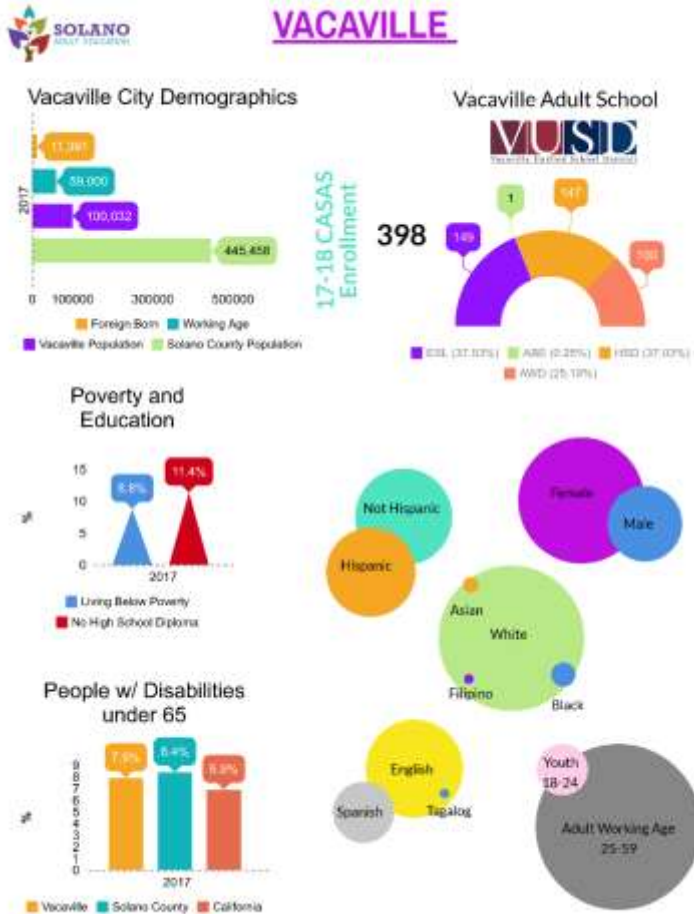 SOLANO
ADULT EDUCATION
VACAVILLE
Vacaville City Demographics
59,000
100,032
445,458
2017
0 100000 300000 500000
Foreign Born Working Age
Vacaville Population Solano County Population
Vacaville Adult School
VUSD
Vacaville Unified School District
17-18 CASAS
Enrollment
398
149
1
147
100
ESL (37.53%) ABE (0.25%) HSD (37.03%)
AWD (25.19%)
Poverty and
Education
15
10
5
0
%
11.4%
2017
Living Below Poverty
No High School Diploma
Not Hispanic
Hispanic
Female
Male
Asian
White
Filipino
Black
People w/ Disabilities
under 65
9
8
7
6
5
4
3
2
1
0
%
7.9%
8.4%
2017
Vacaville Solano County California
English
Spanish
Tagalog
Youth
18-24
Adult Working Age
25-59